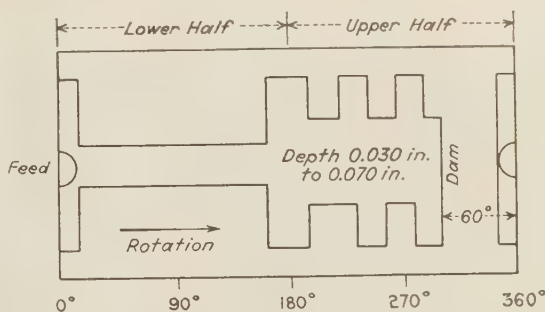 Lower Half Upper Half
Feed
Depth 0.030 in.
to 0.070 in.
Dam
60°
Rotation
0° 90° 180° 270° 360°